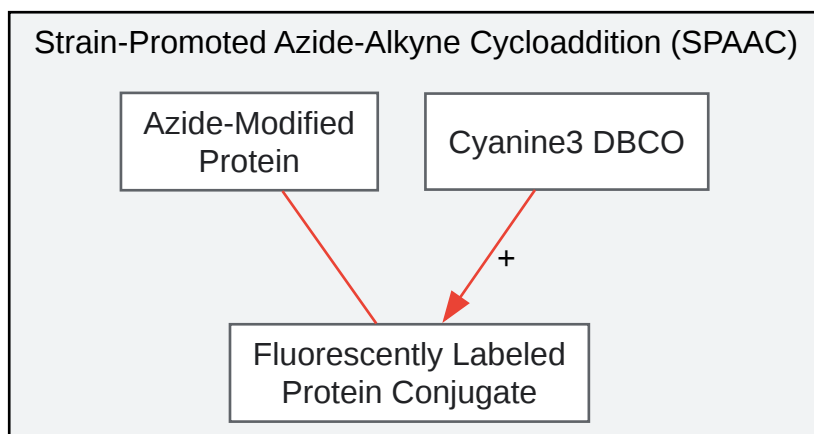 Strain-Promoted Azide-Alkyne Cycloaddition (SPAAC)
Azide-Modified
Protein
Cyanine3 DBCO
+
Fluorescently Labeled
Protein Conjugate